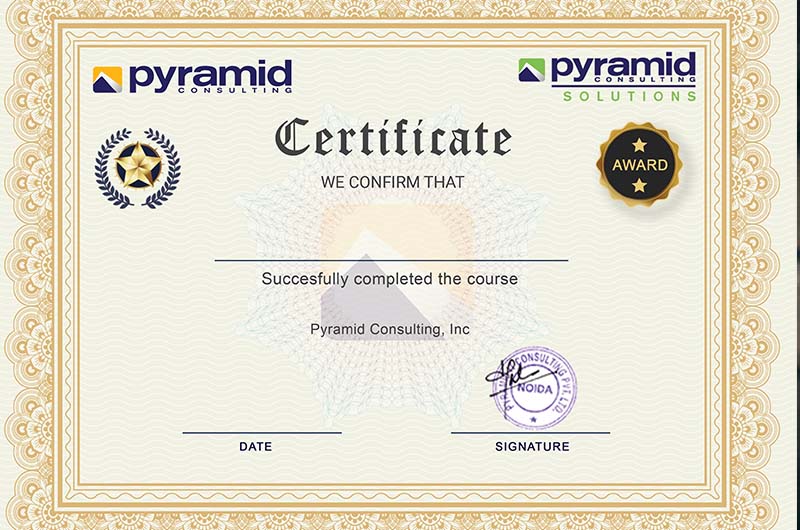 pyramid
CONSULTING
pyramid
CONSULTING
SOLUTIONS
Certificate
AWARD
WE CONFIRM THAT
Succesfully completed the course
Pyramid Consulting, Inc
CONSULTING PVT. LTD.
NOIDA
DATE
SIGNATURE